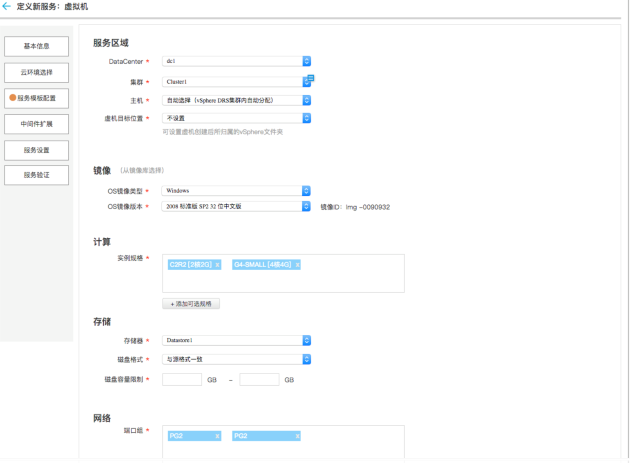 定义新服务：虚拟机
基本信息
云环境选择
服务模板配置
中间件扩展
服务设置
服务验证
服务区域
DataCenter * dc1
集群 * Cluster1
主机 * 自动选择（vSphere DRS集群内自动分配）
虚机目标位置 * 不设置
可设置虚机创建后所归属的vSphere文件夹
镜像 （从镜像库选择）
OS镜像类型 * Windows
OS镜像版本 * 2008 标准版 SP2 32 位中文版 镜像ID：Img -0090932
计算
实例规格 * C2R2 [2核2G] x G4-SMALL [4核4G] x
+ 添加可选规格
存储
存储器 * Datastore1
磁盘格式 * 与源格式一致
磁盘容量限制 * GB – GB
网络
端口组 * PG2 x PG2 x